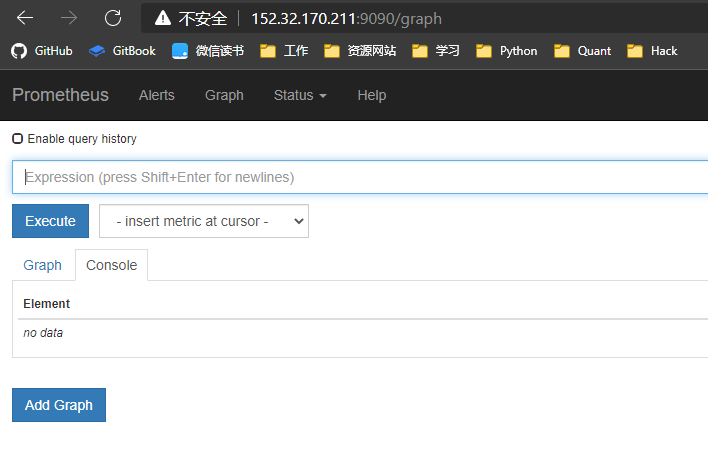 不安全 152.32.170.211:9090/graph
GitHub GitBook 微信读书 工作 资源网站 学习 Python Quant Hack
Prometheus Alerts Graph Status Help
Enable query history
Expression (press Shift+Enter for newlines)
Execute - insert metric at cursor -
Graph Console
Element
no data
Add Graph